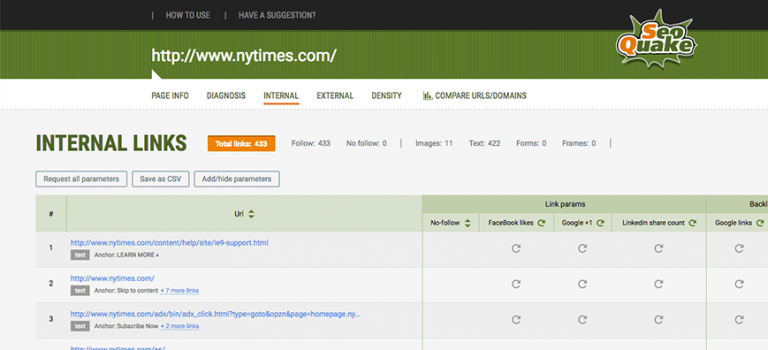 | HOW TO USE | HAVE A SUGGESTION?
Seo
Quake
http://www.nytimes.com/
PAGE INFO DIAGNOSIS INTERNAL EXTERNAL DENSITY COMPARE URLS/DOMAINS
INTERNAL LINKS Total links: 433 Follow: 433 No follow: 0 | Images: 11 Text: 422 Forms: 0 Frames: 0 |
Request all parameters Save as CSV Add/hide parameters
# Url Link params Backl
No-follow FaceBook likes Google +1 Linkedin share count Google links
1 http://www.nytimes.com/content/help/site/ie9-support.html
text Anchor: LEARN MORE »
2 http://www.nytimes.com/
text Anchor: Skip to content + 7 more links
3 http://www.nytimes.com/adx/bin/adx_click.html?type=goto&opzn&page=homepage.ny...
text Anchor: Subscribe Now + 2 more links
http://www.nytimes.com/es/